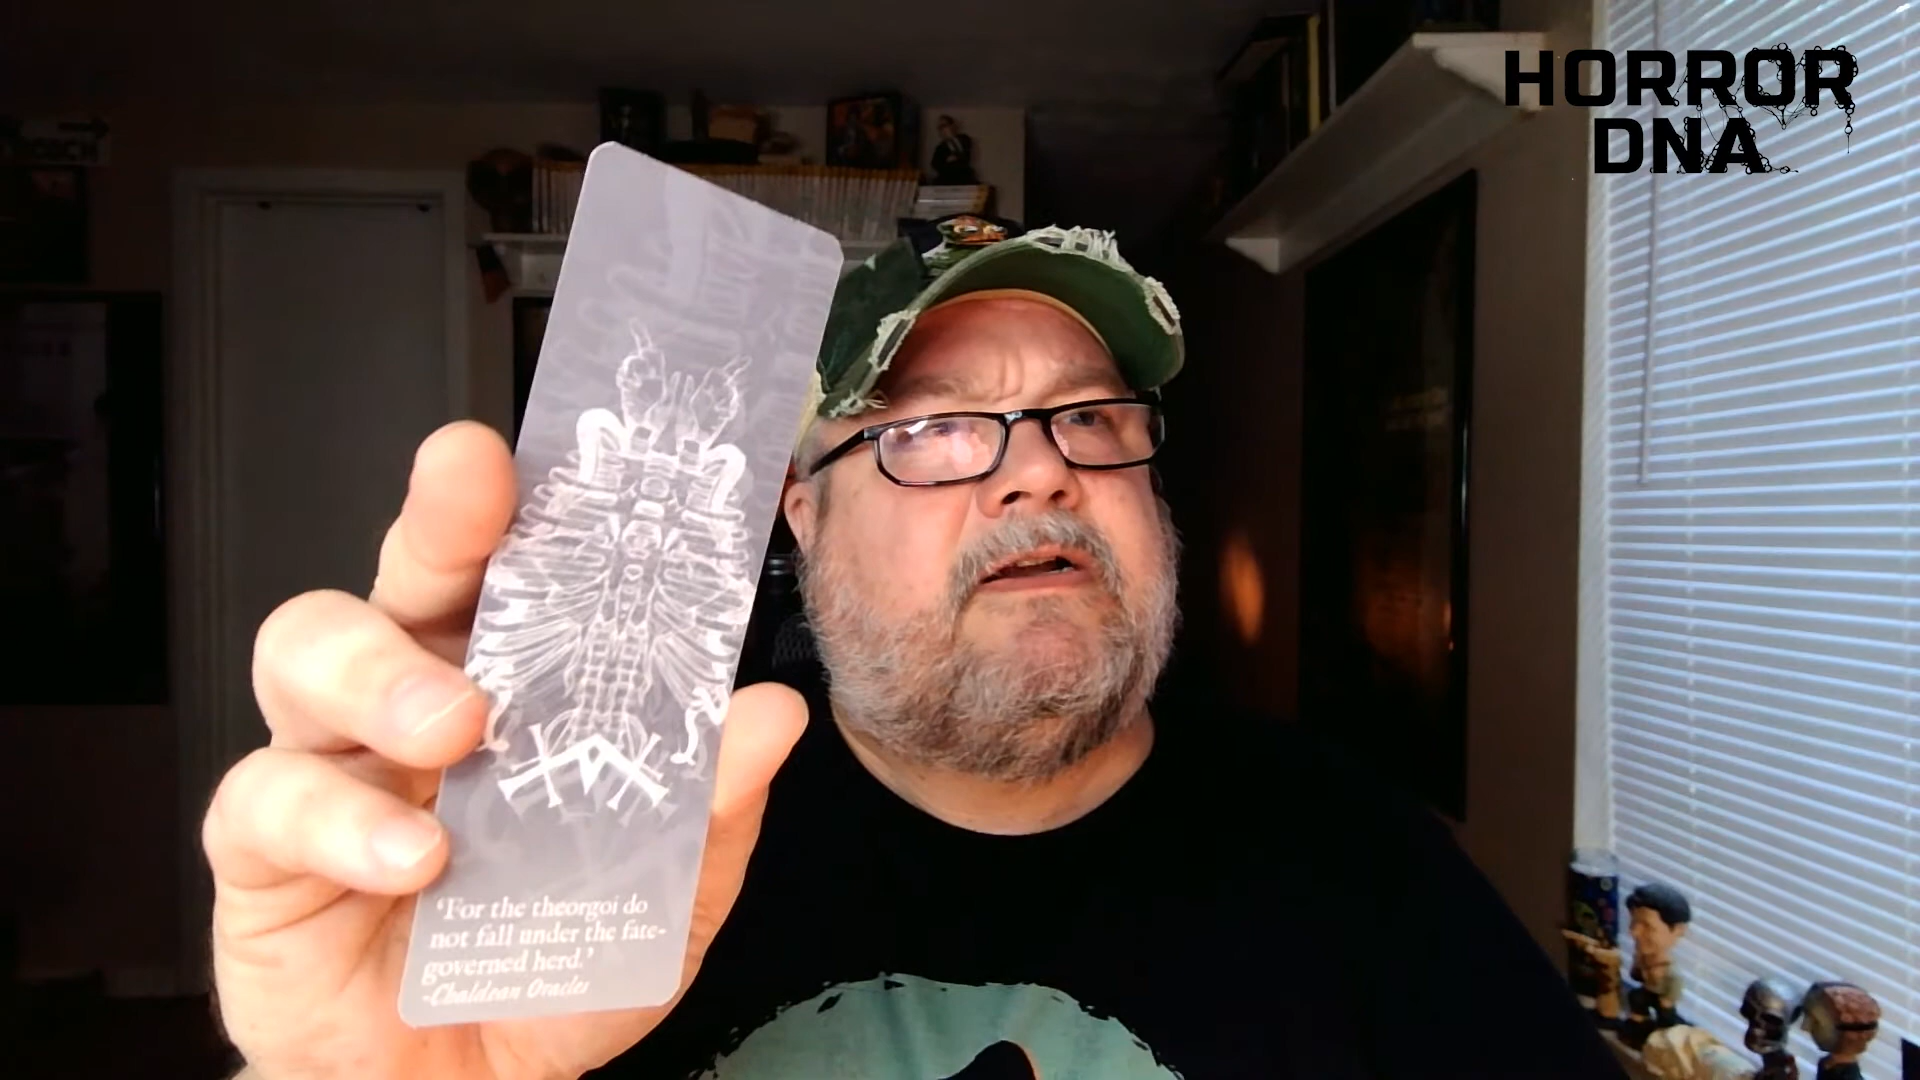 HORROR
DNA
‘For the theorgoi do
not fall under the fate-
governed herd.’
-Chaldean Oracles